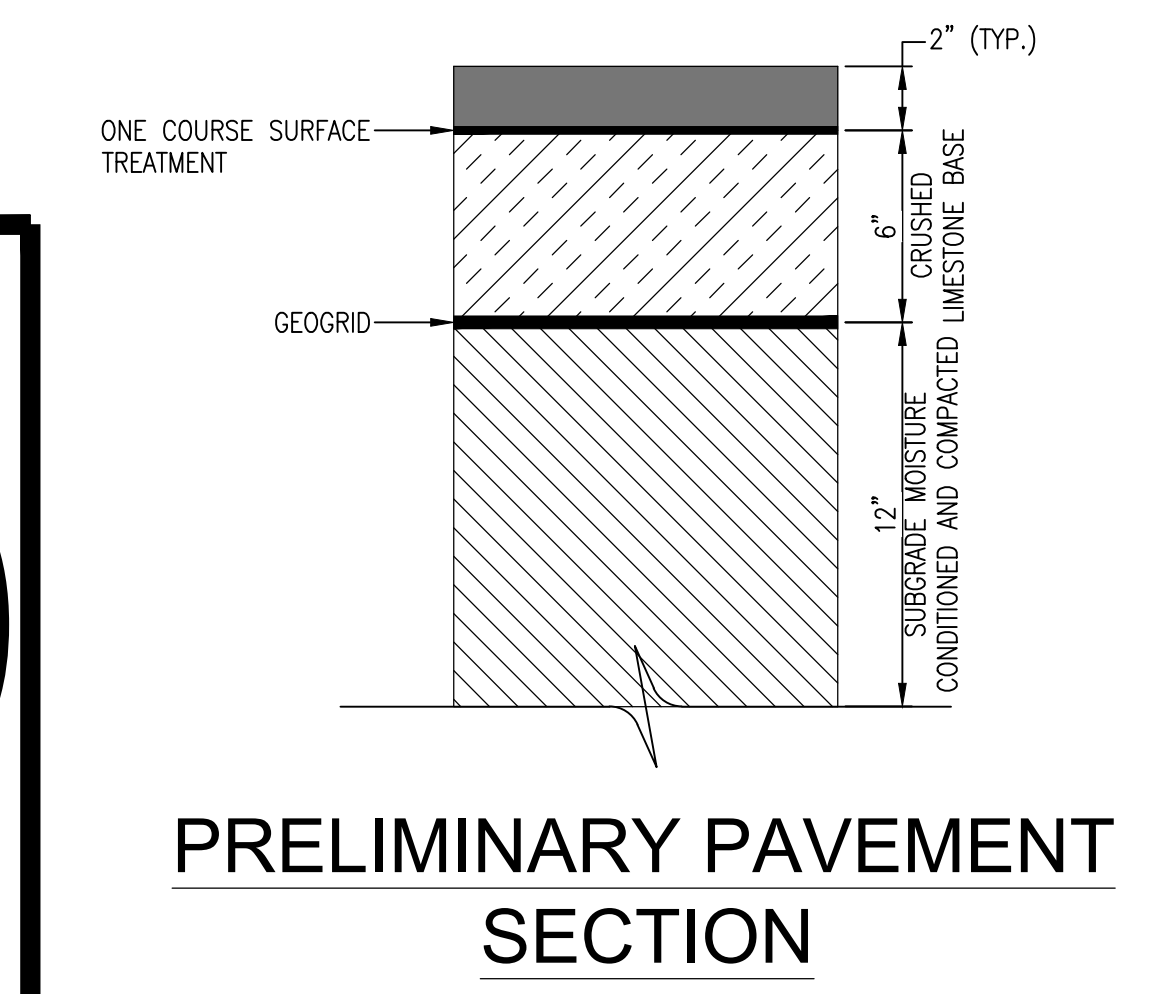 2” (TYP.)
ONE COURSE SURFACE
TREATMENT
6”
CRUSHED
LIMESTONE BASE
GEOGRID
12”
SUBGRADE MOISTURE
CONDITIONED AND COMPACTED
PRELIMINARY PAVEMENT
SECTION